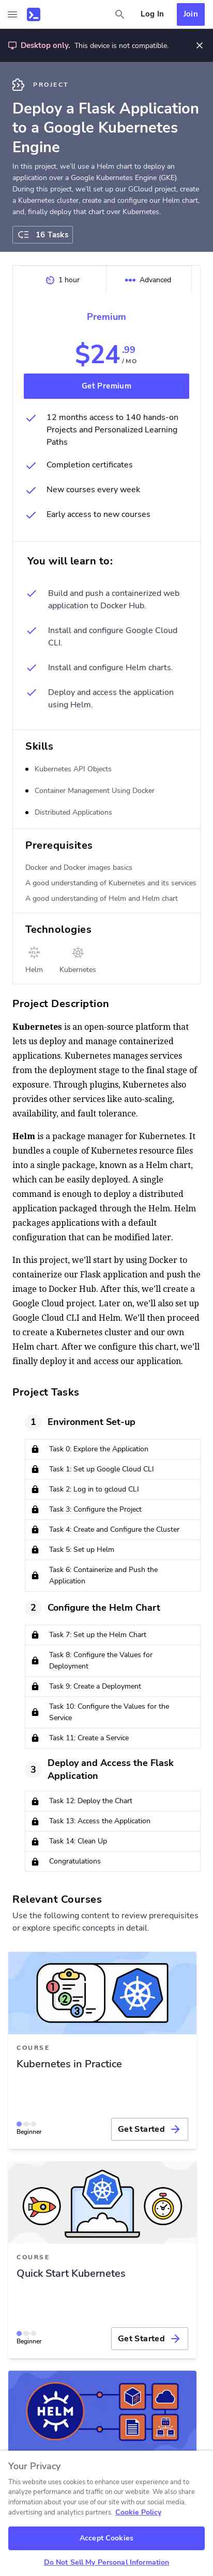 Log In
Join
Desktop only. This device is not compatible.
PROJECT
Deploy a Flask Application
to a Google Kubernetes
Engine
In this project, we'll use a Helm chart to deploy an
application to a Google Kubernetes Engine (GKE).
During this project, we'll set up our GCloud project, create
a Kubernetes cluster, create and configure our Helm chart,
and, finally deploy that chart over Kubernetes.
16 Tasks
1 hour
Advanced
Premium
$24.99
/MO
Get Premium
12 months access to 140 hands-on
Projects and Personalized Learning
Paths
Completion certificates
New courses every week
Early access to new courses
You will learn to:
Build and push a containerized web
application to Docker Hub.
Install and configure Google Cloud
CLI.
Install and configure Helm charts.
Deploy and access the application
using Helm.
Skills
Kubernetes API Objects
Container Management Using Docker
Distributed Applications
Prerequisites
Docker and Docker images basics
A good understanding of Kubernetes and its services
A good understanding of Helm and Helm chart
Technologies
HELM
Helm
Kubernetes
Project Description
Kubernetes is an open-source platform that
lets us deploy and manage containerized
applications. Kubernetes manages services
from the deployment stage to the final stage of
exposure. Through plugins, Kubernetes also
provides other services like auto-scaling,
availability, and fault tolerance.
Helm is a package manager for Kubernetes. It
bundles a couple of Kubernetes resource files
into a single package, known as a Helm chart,
which can be easily deployed. A single
command is enough to deploy a distributed
application packaged through the Helm. Helm
packages applications with a default
configuration that can be modified later.
In this project, we'll start by using Docker to
containerize our Flask application and push the
image to Docker Hub. After this, we'll create a
Google Cloud project. Later on, we'll also set up
Google Cloud CLI and Helm. We'll then proceed
to create a Kubernetes cluster and our own
Helm chart. After we configure this chart, we'll
finally deploy it and access our application.
Project Tasks
1 Environment Set-up
Task 0: Explore the Application
Task 1: Set up Google Cloud CLI
Task 2: Log in to gcloud CLI
Task 3: Configure the Project
Task 4: Create and Configure the Cluster
Task 5: Set up Helm
Task 6: Containerize and Push the
Application
2 Configure the Helm Chart
Task 7: Set up the Helm Chart
Task 8: Configure the Values for
Deployment
Task 9: Create a Deployment
Task 10: Configure the Values for the
Service
Task 11: Create a Service
3 Deploy and Access the Flask
Application
Task 12: Deploy the Chart
Task 13: Access the Application
Task 14: Clean Up
Congratulations
Relevant Courses
Use the following content to review prerequisites
or explore specific concepts in detail.
1
2
COURSE
Kubernetes in Practice
Beginner
Get Started
COURSE
Quick Start Kubernetes
Beginner
Get Started
HELM
Your Privacy
This website uses cookies to enhance user experience and to
analyze performance and traffic on our website. We also share
information about your use of our site with our social media,
advertising and analytics partners. Cookie Policy
Accept Cookies
Do Not Sell My Personal Information